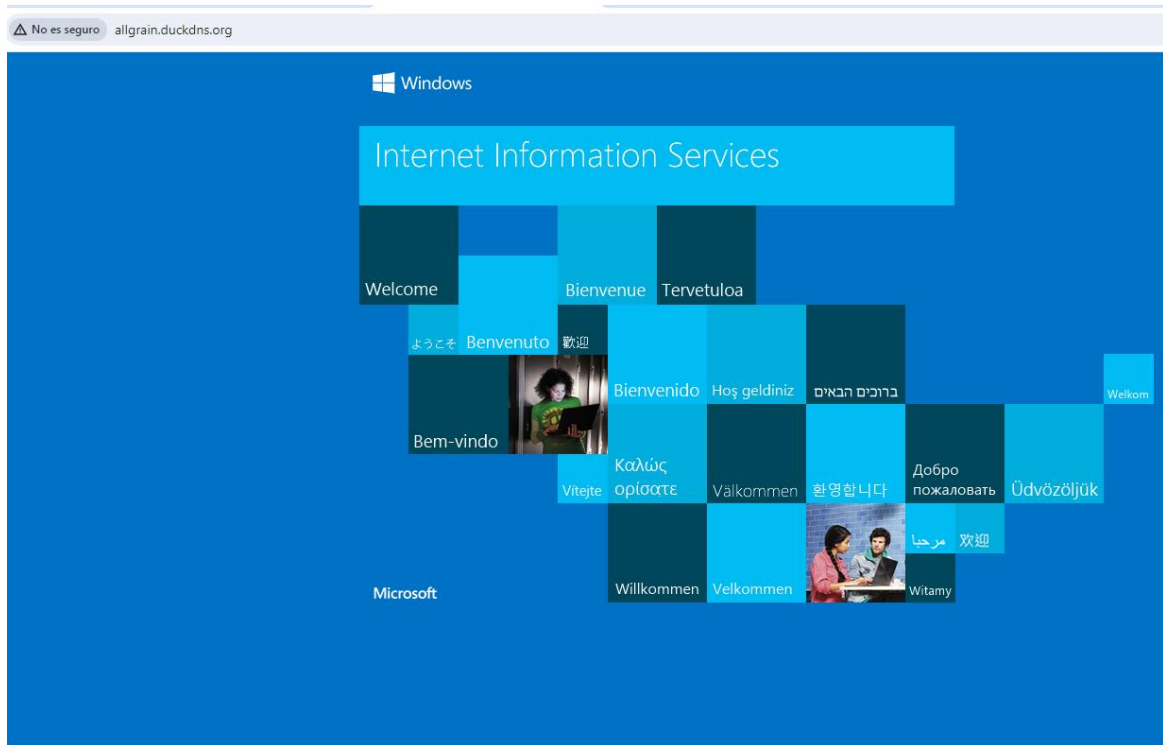 No es seguro allgrain.duckdns.org
Windows
Internet Information Services
Welcome
Bienvenue
Tervetuloa
ようこそ
Benvenuto
歡迎
Bienvenido
Hoş geldiniz
ברוכים הבאים
Welkom
Bem-vindo
Vítejte
Καλώς
ορίσατε
Välkommen
환영합니다
Добро
пожаловать
Üdvözöljük
مرحبا
欢迎
Microsoft
Willkommen
Velkommen
Witamy